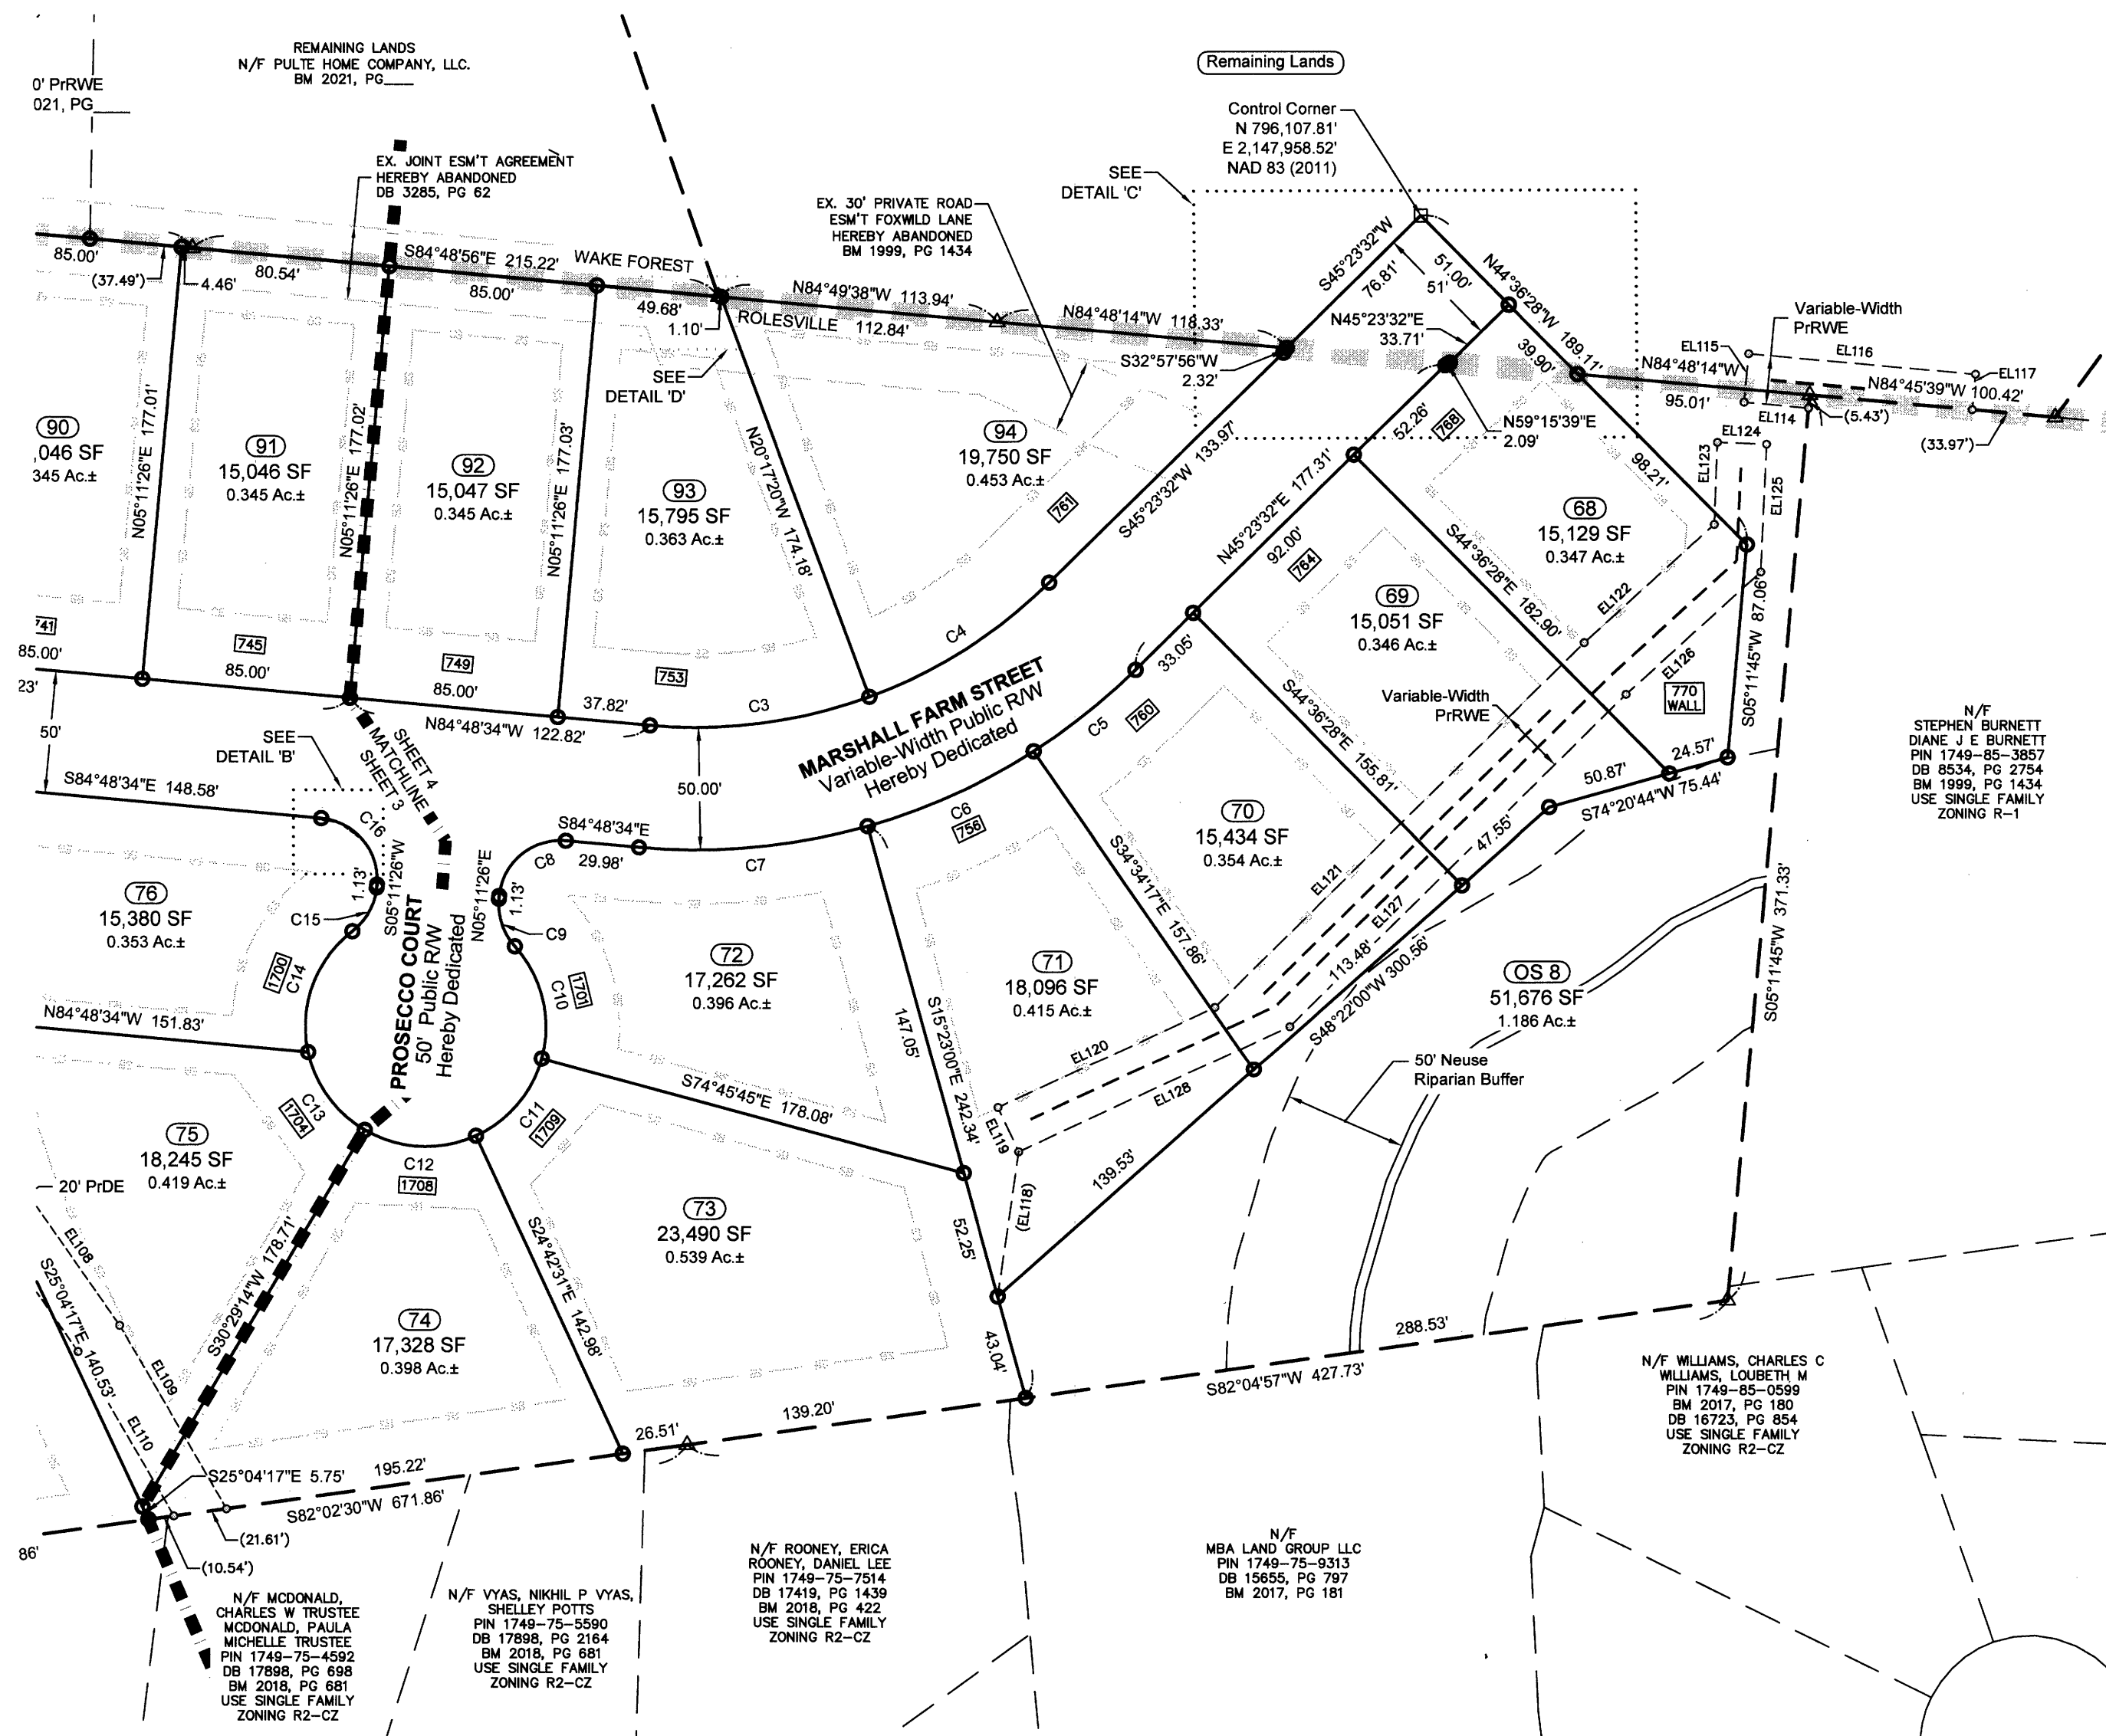 REMAINING LANDS
N/F PULTE HOME COMPANY, LLC.
BM 2021, PG___
0' PrRWE
021, PG____
Remaining Lands
Control Corner
N 796,107.81'
E 2,147,958.52'
NAD 83 (2011)
SEE
DETAIL 'C'
EX. JOINT ESM'T AGREEMENT
HEREBY ABANDONED
DB 3285, PG 62
EX. 30' PRIVATE ROAD
ESM'T FOXWILD LANE
HEREBY ABANDONED
BM 1999, PG 1434
85.00'
(37.49')
4.46'
80.54'
S84°48'56"E 215.22'
85.00'
WAKE FOREST
49.68'
1.10'
ROLESVILLE
N84°49'38"W 113.94'
112.84'
N84°48'14"W 118.33'
S32°57'56"W
2.32'
S45°23'32"W
76.81'
51.00'
51'
N45°23'32"E
33.71'
N44°36'28"W 189.11'
39.90'
98.21'
N59°15'39"E
2.09'
52.26'
768
Variable-Width
PrRWE
EL115
EL116
EL117
N84°48'14"W
95.01'
EL114
N84°45'39"W 100.42'
(5.43')
(33.97')
EL124
EL123
EL125
SEE
DETAIL 'D'
90
,046 SF
345 Ac.±
N05°11'26"E 177.01'
91
15,046 SF
0.345 Ac.±
N05°11'26"E 177.02'
92
15,047 SF
0.345 Ac.±
N05°11'26"E 177.03'
93
15,795 SF
0.363 Ac.±
N20°17'20"W 174.18'
94
19,750 SF
0.453 Ac.±
761
S45°23'32"W 133.97'
N45°23'32"E 177.31'
92.00'
764
68
15,129 SF
0.347 Ac.±
S44°36'28"E 182.90'
69
15,051 SF
0.346 Ac.±
EL122
EL126
S05°11'45"W 87.06'
770
WALL
741
85.00'
23'
745
85.00'
749
85.00'
37.82'
753
C3
C4
33.05'
N84°48'34"W 122.82'
MARSHALL FARM STREET
Variable-Width Public R/W
Hereby Dedicated
C5
760
S44°36'28"E 155.81'
Variable-Width
PrRWE
24.57'
50.87'
S74°20'44"W 75.44'
47.55'
N/F
STEPHEN BURNETT
DIANE J E BURNETT
PIN 1749-85-3857
DB 8534, PG 2754
BM 1999, PG 1434
USE SINGLE FAMILY
ZONING R-1
50'
SEE
DETAIL 'B'
MATCHLINE
SHEET 4
SHEET 3
50.00'
S84°48'34"E 148.58'
C16
S84°48'34"E
29.98'
C8
C7
C6
756
70
15,434 SF
0.354 Ac.±
S34°34'17"E 157.86'
EL121
EL127
113.48'
S48°22'00"W 300.56'
76
15,380 SF
0.353 Ac.±
C15
1.13'
S05°11'26"W
N05°11'26"E
1.13'
C9
1700
C14
C10
1701
PROSECCO COURT
50' Public R/W
Hereby Dedicated
72
17,262 SF
0.396 Ac.±
71
18,096 SF
0.415 Ac.±
147.05'
S15°23'00"E 242.34'
OS 8
51,676 SF
1.186 Ac.±
S05°11'45"W 371.33'
50' Neuse
Riparian Buffer
N84°48'34"W 151.83'
EL120
EL128
EL119
(EL118)
S74°45'45"E 178.08'
C13
1704
C11
1709
C12
1708
75
18,245 SF
0.419 Ac.±
20' PrDE
EL108
EL109
EL110
S25°04'17"E 140.53'
S30°29'14"W 178.71'
73
23,490 SF
0.539 Ac.±
52.25'
139.53'
43.04'
74
17,328 SF
0.398 Ac.±
S24°42'31"E 142.98'
288.53'
S82°04'57"W 427.73'
139.20'
26.51'
195.22'
S82°02'30"W 671.86'
S25°04'17"E 5.75'
(21.61')
(10.54')
86'
N/F WILLIAMS, CHARLES C
WILLIAMS, LOUBETH M
PIN 1749-85-0599
BM 2017, PG 180
DB 16723, PG 854
USE SINGLE FAMILY
ZONING R2-CZ
N/F MCDONALD,
CHARLES W TRUSTEE
MCDONALD, PAULA
MICHELLE TRUSTEE
PIN 1749-75-4592
DB 17898, PG 698
BM 2018, PG 681
USE SINGLE FAMILY
ZONING R2-CZ
N/F VYAS, NIKHIL P VYAS,
SHELLEY POTTS
PIN 1749-75-5590
DB 17898, PG 2164
BM 2018, PG 681
USE SINGLE FAMILY
ZONING R2-CZ
N/F ROONEY, ERICA
ROONEY, DANIEL LEE
PIN 1749-75-7514
DB 17419, PG 1439
BM 2018, PG 422
USE SINGLE FAMILY
ZONING R2-CZ
N/F
MBA LAND GROUP LLC
PIN 1749-75-9313
DB 15655, PG 797
BM 2017, PG 181